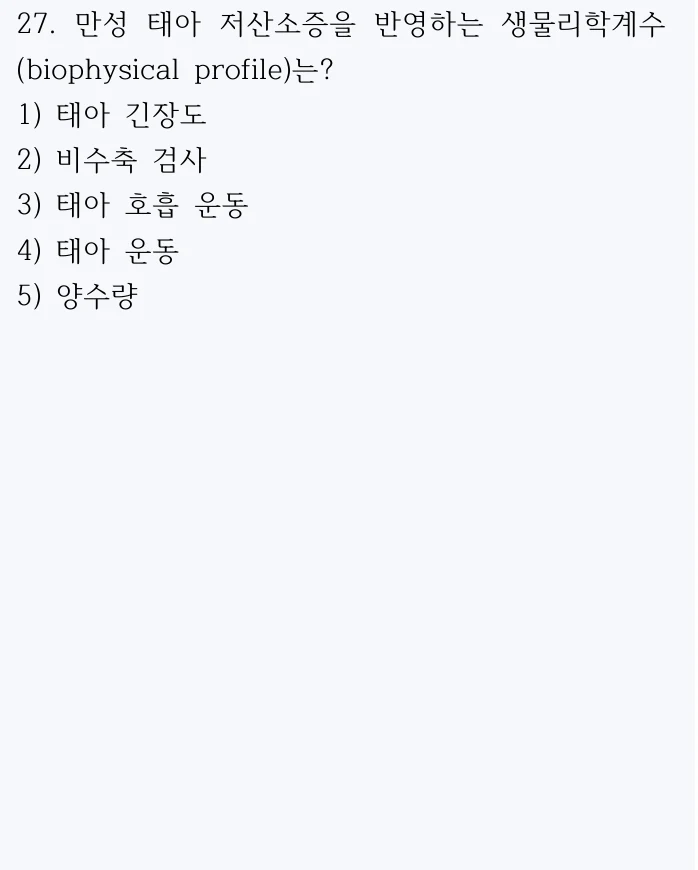 27. 만성 태아 저산소증을 반영하는 생물리학계수
(biophysical profile)는?
1) 태아 긴장도
2) 비수축 검사
3) 태아 호흡 운동
4) 태아 운동
5) 양수량